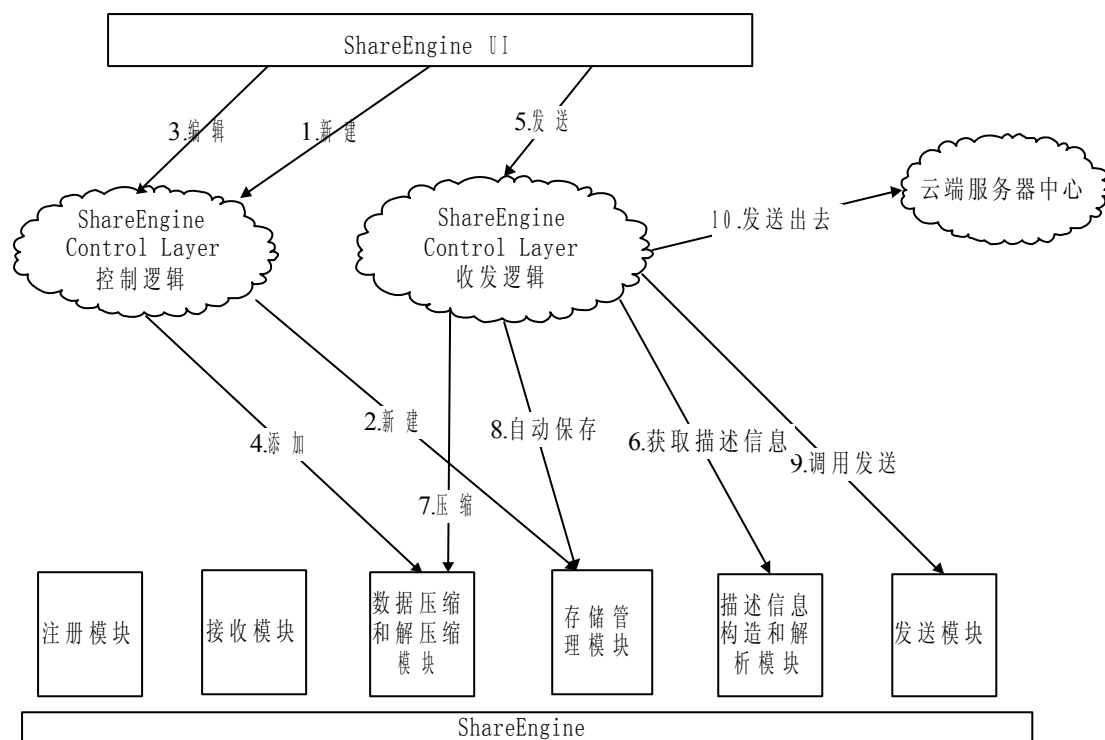 ShareEngine UI
3.编辑
1.新建
5.发送
云端服务器中心
10.发送出去
ShareEngine
Control Layer
控制逻辑
ShareEngine
Control Layer
收发逻辑
2.新建
8.自动保存
6.获取描述信息
4.添加
9.调用发送
7.压缩
注册模块
接收模块
数据压缩
和解压缩
模块
存储管
理模块
描述信息
构造和解
析模块
发送模块
ShareEngine